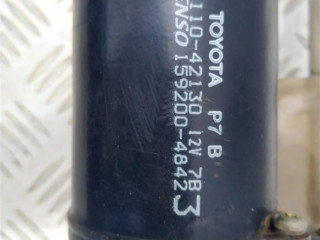 TOYOTA P7 B
110-42130 12V 7B
NSO 159200-4842
3